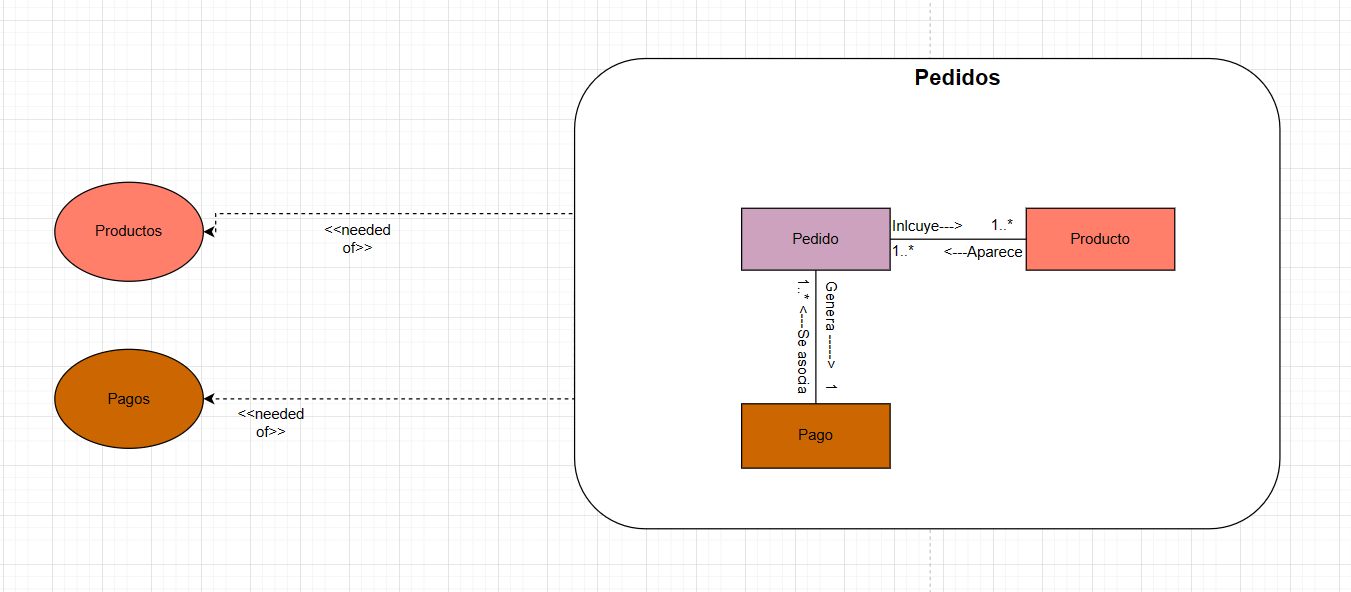 Pedidos
Productos
<<needed
of>>
Pedido
Inlcuye--->
1..*
1..*
<---Aparece
Producto
1..* <---Se asocia
Genera -----> 1
Pagos
<<needed
of>>
Pago